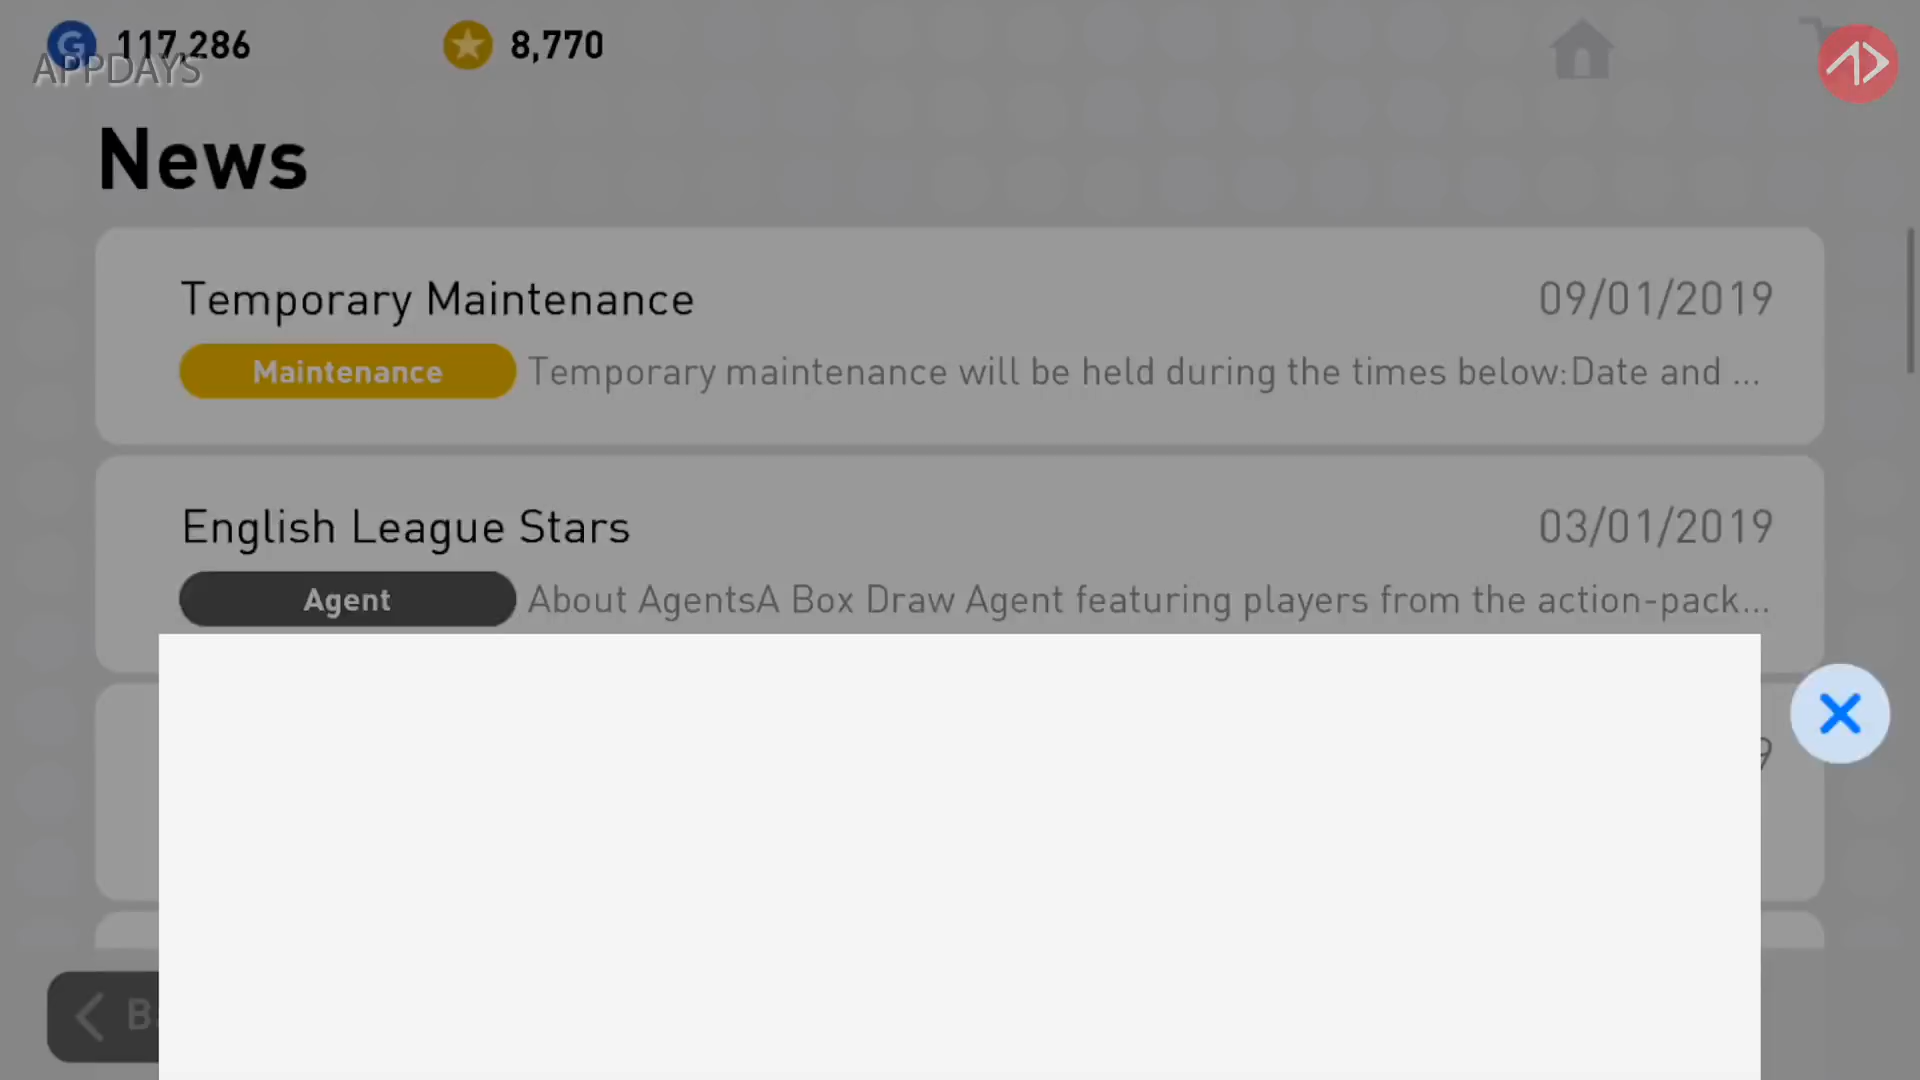 G 117,286 8,770
APPDAYS
News
Temporary Maintenance 09/01/2019
Maintenance Temporary maintenance will be held during the times below:Date and ...
English League Stars 03/01/2019
Agent About AgentsA Box Draw Agent featuring players from the action-pack...